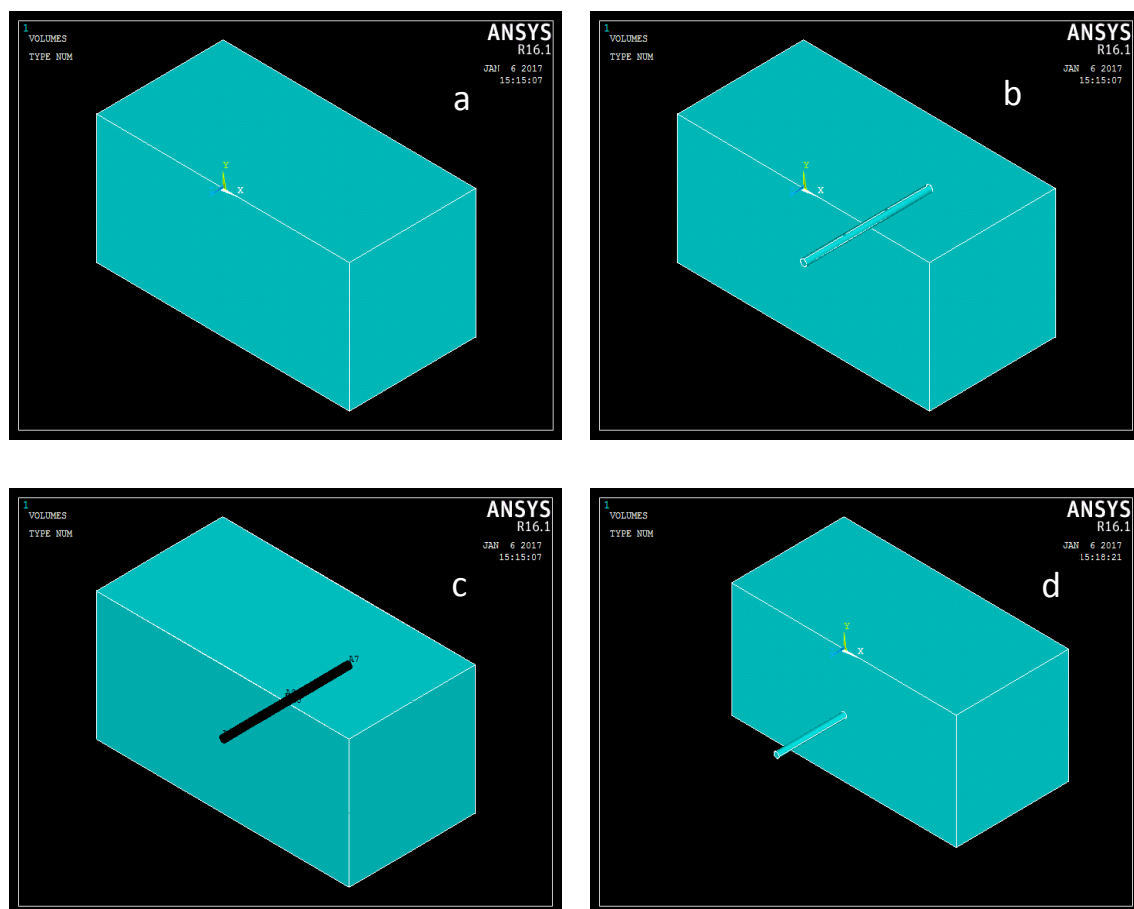 1
VOLUMES
TYPE NUM
ANSYS
R16.1
JAN 6 2017
15:15:07
a
Y
X
1
VOLUMES
TYPE NUM
ANSYS
R16.1
JAN 6 2017
15:15:07
b
Y
X
1
VOLUMES
TYPE NUM
ANSYS
R16.1
JAN 6 2017
15:15:07
c
A7
1
VOLUMES
TYPE NUM
ANSYS
R16.1
JAN 6 2017
15:18:21
d
Y
X